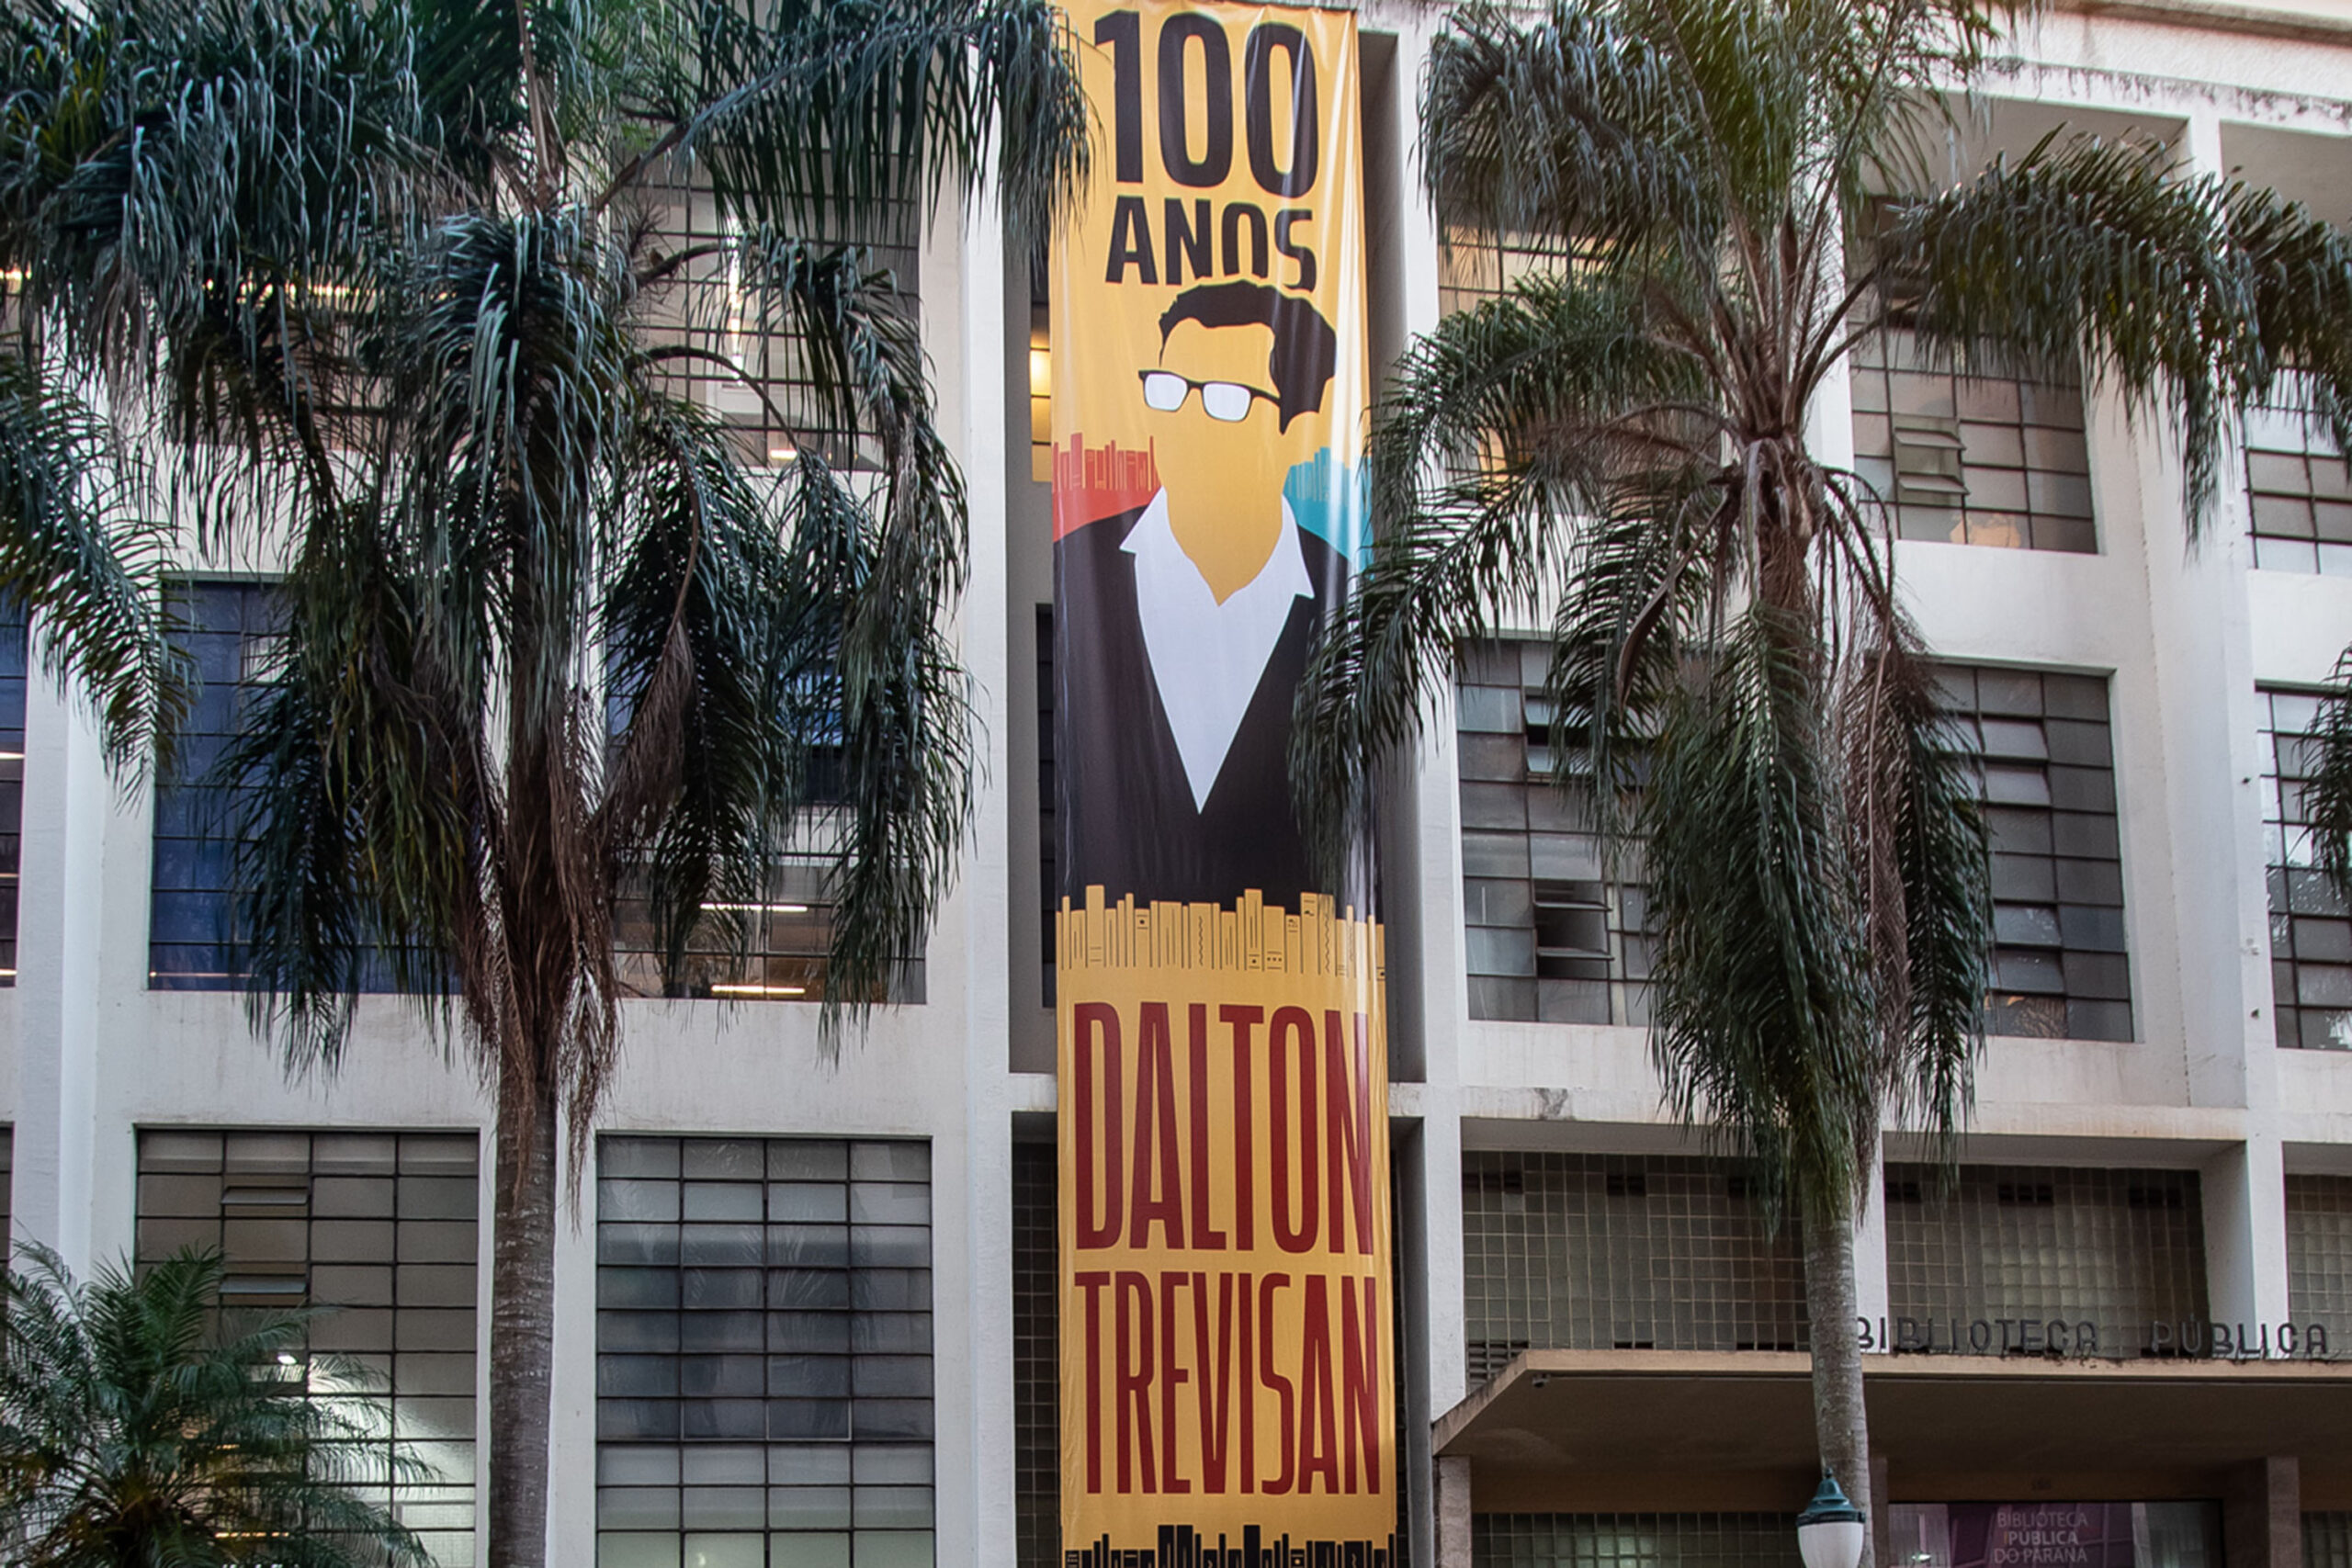 100
ANOS
DALTON
TREVISAN
BIBLIOTECA PÚBLICA
BIBLIOTECA
PÚBLICA
DO PARANÁ